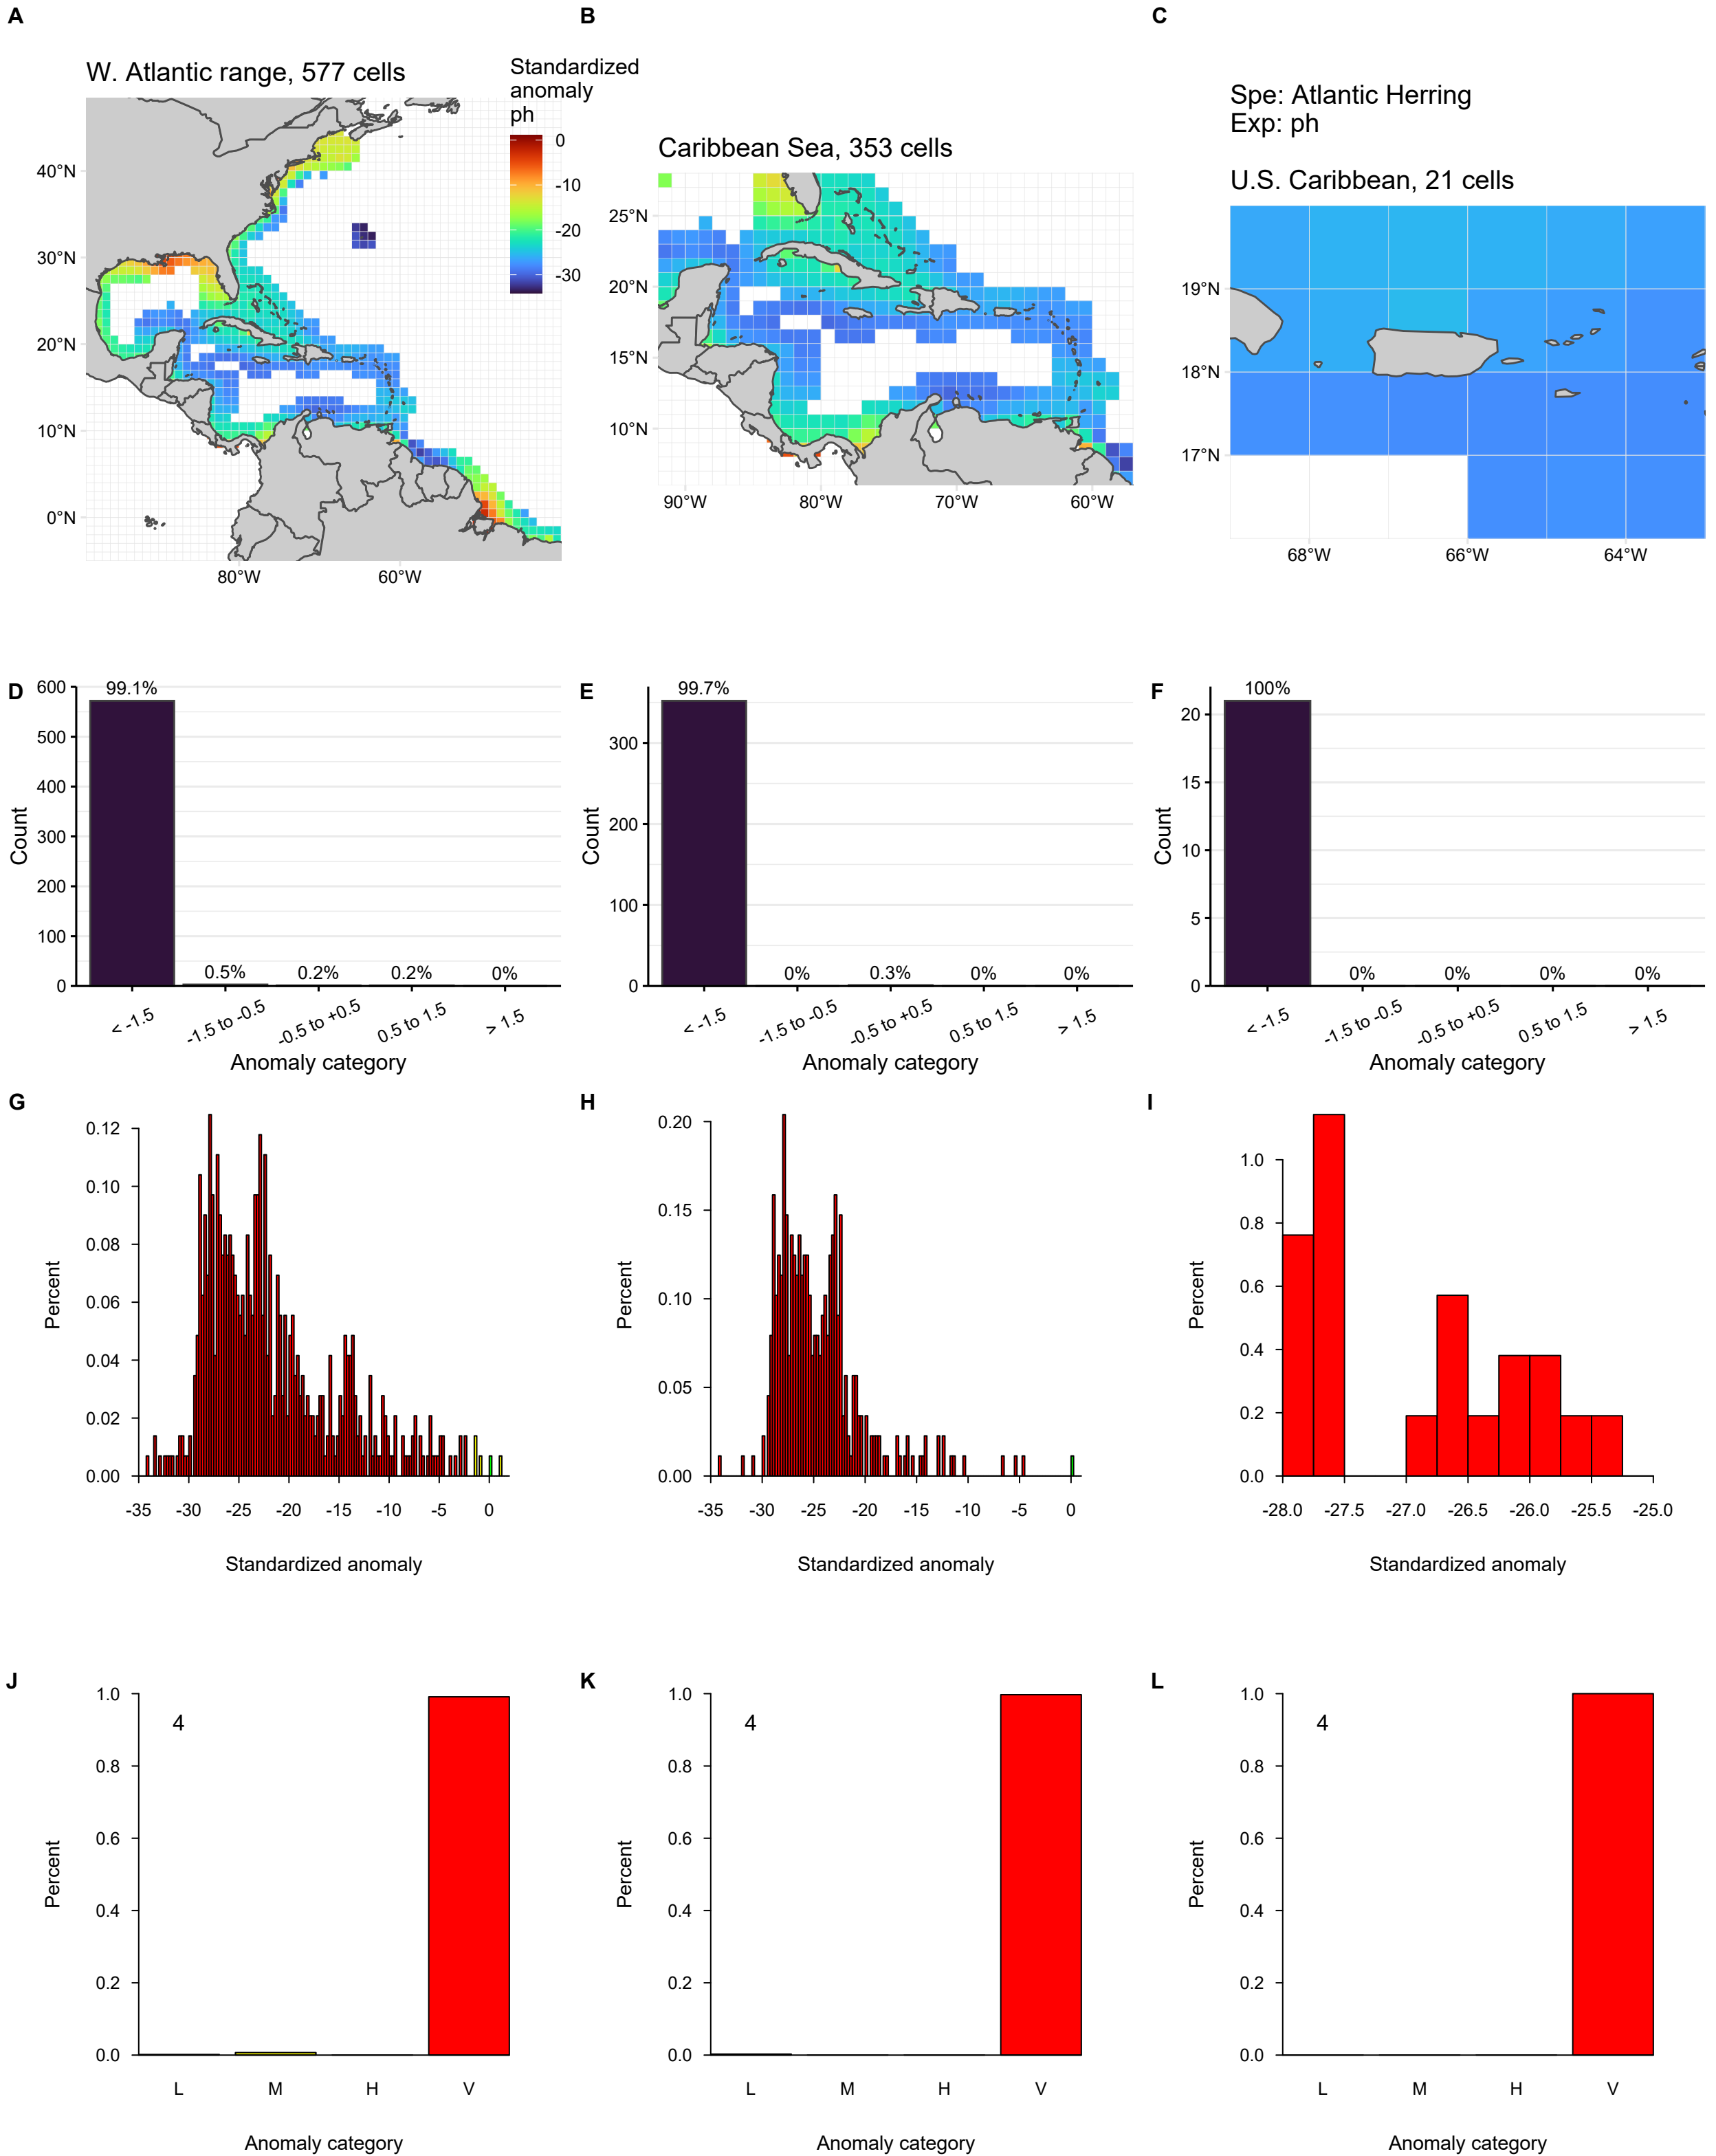 A
B
C
W. Atlantic range, 577 cells
Standardized
anomaly
ph
0
-10
-20
-30
40°N
30°N
20°N
10°N
0°N
80°W
60°W
Caribbean Sea, 353 cells
25°N
20°N
15°N
10°N
90°W
80°W
70°W
60°W
Spe: Atlantic Herring
Exp: ph
U.S. Caribbean, 21 cells
19°N
18°N
17°N
68°W
66°W
64°W
D
600
500
400
300
200
100
0
Count
99.1%
0.5%
0.2%
0.2%
0%
< -1.5
-1.5 to -0.5
-0.5 to +0.5
0.5 to 1.5
> 1.5
Anomaly category
E
300
200
100
0
Count
99.7%
0%
0.3%
0%
0%
< -1.5
-1.5 to -0.5
-0.5 to +0.5
0.5 to 1.5
> 1.5
Anomaly category
F
20
15
10
5
0
Count
100%
0%
0%
0%
0%
< -1.5
-1.5 to -0.5
-0.5 to +0.5
0.5 to 1.5
> 1.5
Anomaly category
G
0.12
0.10
0.08
0.06
0.04
0.02
0.00
Percent
-35
-30
-25
-20
-15
-10
-5
0
Standardized anomaly
H
0.20
0.15
0.10
0.05
0.00
Percent
-35
-30
-25
-20
-15
-10
-5
0
Standardized anomaly
I
1.0
0.8
0.6
0.4
0.2
0.0
Percent
-28.0
-27.5
-27.0
-26.5
-26.0
-25.5
-25.0
Standardized anomaly
J
1.0
0.8
0.6
0.4
0.2
0.0
Percent
4
L
M
H
V
Anomaly category
K
1.0
0.8
0.6
0.4
0.2
0.0
Percent
4
L
M
H
V
Anomaly category
L
1.0
0.8
0.6
0.4
0.2
0.0
Percent
4
L
M
H
V
Anomaly category